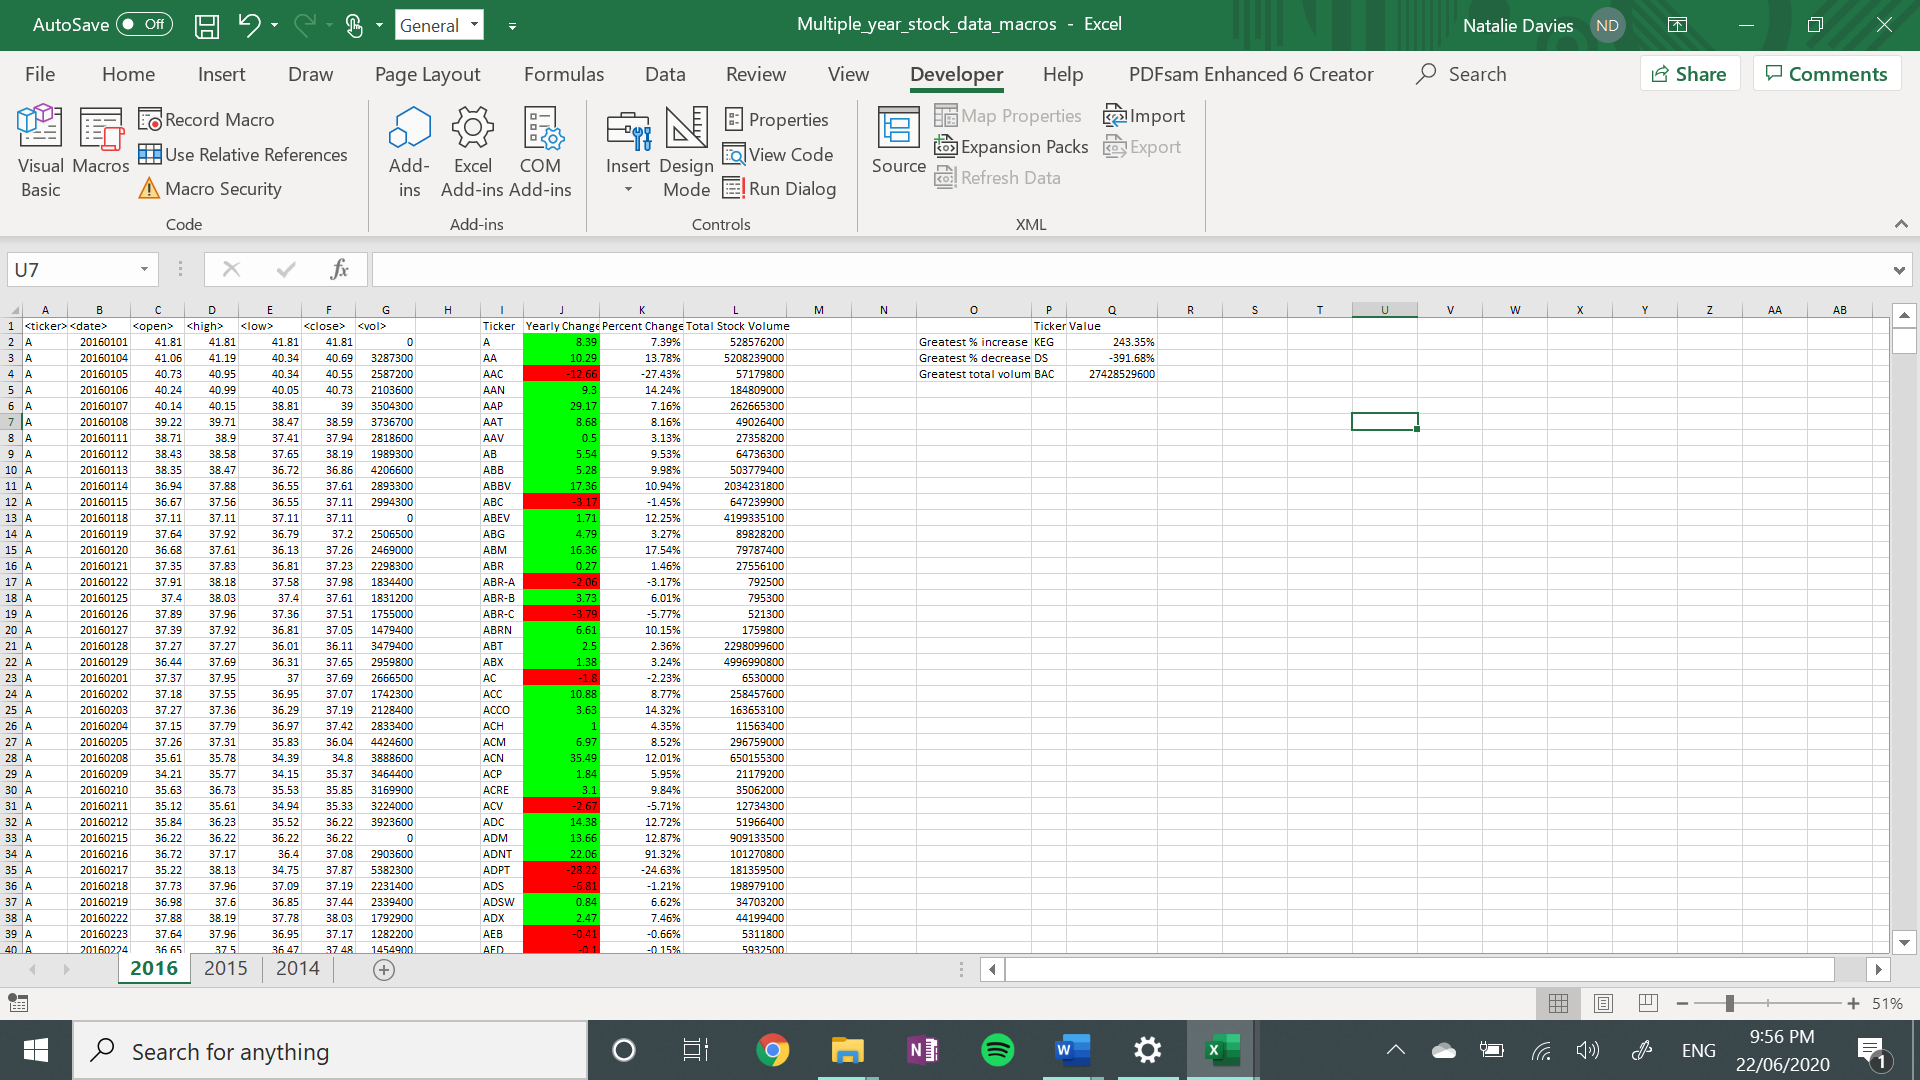 AutoSave Off General Multiple_year_stock_data_macros - Excel Natalie Davies ND
File Home Insert Draw Page Layout Formulas Data Review View Developer Help PDFsam Enhanced 6 Creator Search Share Comments
Visual Basic Macros Record Macro Use Relative References Macro Security Code
Add-ins Excel Add-ins COM Add-ins Add-ins
Insert Design Mode Properties View Code Run Dialog Controls
Source Map Properties Expansion Packs Refresh Data Import Export XML
U7 fx
A B C D E F G H I J K L M N O P Q R S T U V W X Y Z AA AB
1 <ticker> <date> <open> <high> <low> <close> <vol> Ticker Yearly Change Percent Change Total Stock Volume Ticker Value
2 A 20160101 41.81 41.81 41.81 41.81 0 A 8.39 7.39% 528576200 Greatest % increase KEG 243.35%
3 A 20160104 41.06 41.19 40.34 40.69 3287300 AA 10.29 13.78% 5208239000 Greatest % decrease DS -391.68%
4 A 20160105 40.73 40.95 40.34 40.55 2587200 AAC -12.66 -27.43% 57179800 Greatest total volum BAC 27428529600
5 A 20160106 40.24 40.99 40.05 40.73 2103600 AAN 9.3 14.24% 184809000
6 A 20160107 40.14 40.15 38.81 39 3504300 AAP 29.17 7.16% 262665300
7 A 20160108 39.22 39.71 38.47 38.59 3736700 AAT 8.68 8.16% 49026400
8 A 20160111 38.71 38.9 37.41 37.94 2818600 AAV 0.5 3.13% 27358200
9 A 20160112 38.43 38.58 37.65 38.19 1989300 AB 5.54 9.53% 64736300
10 A 20160113 38.35 38.47 36.72 36.86 4206600 ABB 5.28 9.98% 503779400
11 A 20160114 36.94 37.88 36.55 37.61 2893300 ABBV 17.36 10.94% 2034231800
12 A 20160115 36.67 37.56 36.55 37.11 2994300 ABC -3.17 -1.45% 647239900
13 A 20160118 37.11 37.11 37.11 37.11 0 ABEV 1.71 12.25% 4199335100
14 A 20160119 37.64 37.92 36.79 37.2 2506500 ABG 4.79 3.27% 89828200
15 A 20160120 36.68 37.61 36.13 37.26 2469000 ABM 16.36 17.54% 79787400
16 A 20160121 37.35 37.83 36.81 37.23 2298300 ABR 0.27 1.46% 27556100
17 A 20160122 37.91 38.18 37.58 37.98 1834400 ABR-A -2.06 -3.17% 792500
18 A 20160125 37.4 38.03 37.4 37.61 1831200 ABR-B 3.73 6.01% 795300
19 A 20160126 37.89 37.96 37.36 37.51 1755000 ABR-C -3.79 -5.77% 521300
20 A 20160127 37.39 37.92 36.81 37.05 1479400 ABRN 6.61 10.15% 1759800
21 A 20160128 37.27 37.27 36.01 36.11 3479400 ABT 2.5 2.36% 2298099600
22 A 20160129 36.44 37.69 36.31 37.65 2959800 ABX 1.38 3.24% 4996990800
23 A 20160201 37.37 37.95 37 37.69 2666500 AC -1.8 -2.23% 6530000
24 A 20160202 37.18 37.55 36.95 37.07 1742300 ACC 10.88 8.77% 258457600
25 A 20160203 37.27 37.36 36.29 37.19 2128400 ACCO 3.63 14.32% 163653100
26 A 20160204 37.15 37.79 36.97 37.42 2833400 ACH 1 4.35% 11563400
27 A 20160205 37.26 37.31 35.83 36.04 4424600 ACM 6.97 8.52% 296759000
28 A 20160208 35.61 35.78 34.39 34.8 3888600 ACN 35.49 12.01% 650155300
29 A 20160209 34.21 35.77 34.15 35.37 3464400 ACP 1.84 5.95% 21179200
30 A 20160210 35.63 36.73 35.53 35.85 3169900 ACRE 3.1 9.84% 35062000
31 A 20160211 35.12 35.61 34.94 35.33 3224000 ACV -2.67 -5.71% 12734300
32 A 20160212 35.84 36.23 35.52 36.22 3923600 ADC 14.38 12.72% 51966400
33 A 20160215 36.22 36.22 36.22 36.22 0 ADM 13.66 12.87% 909133500
34 A 20160216 36.72 37.17 36.4 37.08 2903600 ADNT 22.06 91.32% 101270800
35 A 20160217 35.22 38.13 34.75 37.87 5382300 ADPT -28.22 -24.63% 181359500
36 A 20160218 37.73 37.96 37.09 37.19 2231400 ADS -6.81 -1.21% 198979100
37 A 20160219 36.98 37.6 36.85 37.44 2339400 ADSW 0.84 6.62% 34703200
38 A 20160222 37.88 38.19 37.78 38.03 1792900 ADX 2.47 7.46% 44199400
39 A 20160223 37.64 37.96 36.95 37.17 1282200 AEB -0.41 -0.66% 5311800
40 A 20160224 36.65 37.5 36.47 37.48 1454900 AED -0.1 -0.15% 5932500
2016 2015 2014
51%
Search for anything
ENG 9:56 PM
22/06/2020 1